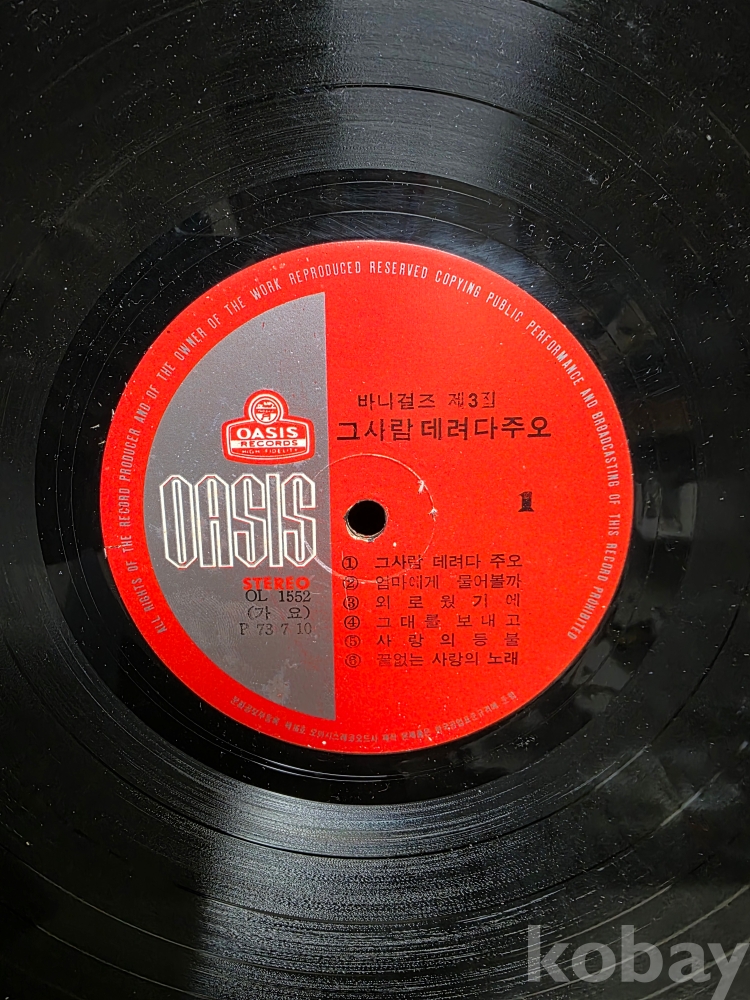 ALL RIGHTS OF THE RECORD PRODUCER AND OF THE OWNER OF THE WORK REPRODUCED RESERVED COPYING PUBLIC PERFORMANCE AND BROADCASTING OF THIS RECORD PROHIBITED
바니걸즈 제3집
그사람 데려다주오
OASIS
RECORDS
HIGH FIDELITY
OASIS
1
STEREO
OL 1552
(가요)
P 73 7 10
① 그사람 데려다 주오
② 엄마에게 물어볼까
③ 외로웠기에
④ 그대를 보내고
⑤ 사랑의등불
⑥ 끝없는 사랑의 노래
kobay